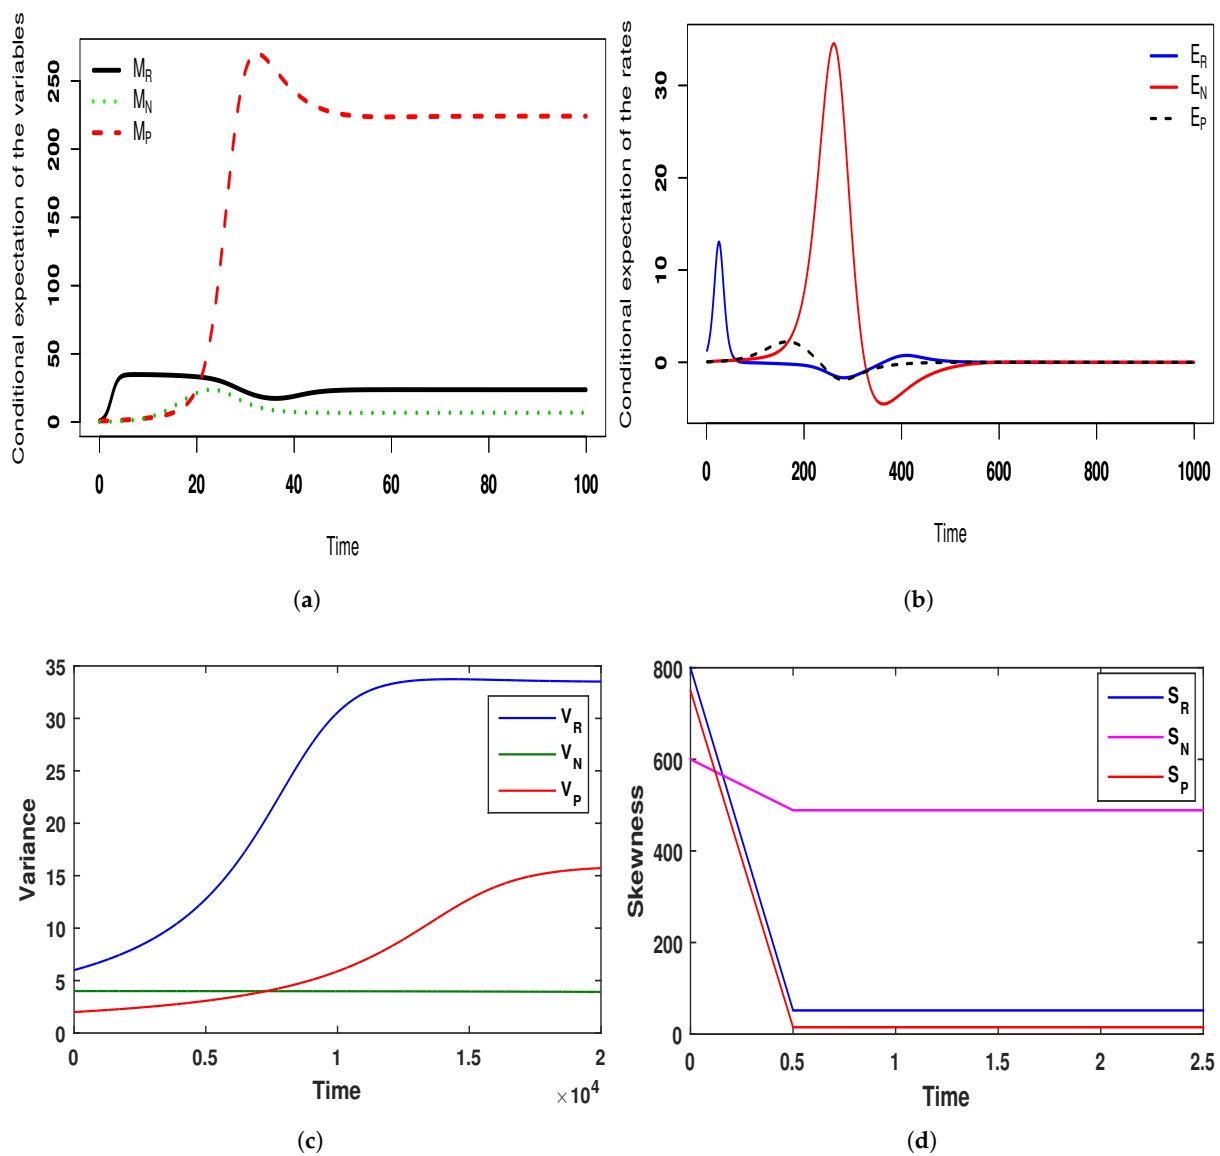 Conditional expectation of the variables
250
200
150
100
50
0
M_R
M_N
M_P
0 20 40 60 80 100
Time
(a)
Conditional expectation of the rates
30
20
10
0
E_R
E_N
E_P
0 200 400 600 800 1000
Time
(b)
Variance
35
30
25
20
15
10
5
0
V_R
V_N
V_P
0 0.5 1 1.5 2
Time
×10^4
(c)
Skewness
800
600
400
200
0
S_R
S_N
S_P
0 0.5 1 1.5 2 2.5
Time
(d)